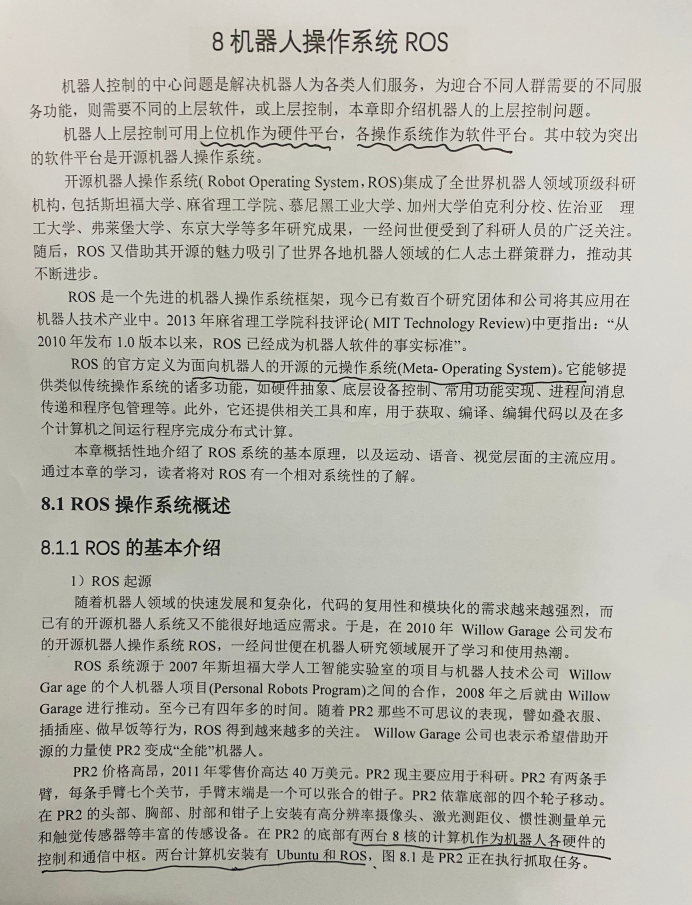 8 机器人操作系统 ROS
机器人控制的中心问题是解决机器人为各类人们服务，为迎合不同人群需要的不同服
务功能，则需要不同的上层软件，或上层控制，本章即介绍机器人的上层控制问题。
机器人上层控制可用上位机作为硬件平台，各操作系统作为软件平台。其中较为突出
的软件平台是开源机器人操作系统。
开源机器人操作系统( Robot Operating System，ROS)集成了全世界机器人领域顶级科研
机构，包括斯坦福大学、麻省理工学院、慕尼黑工业大学、加州大学伯克利分校、佐治亚 理
工大学、弗莱堡大学、东京大学等多年研究成果，一经问世便受到了科研人员的广泛关注。
随后，ROS 又借助其开源的魅力吸引了世界各地机器人领域的仁人志士群策群力，推动其
不断进步。
ROS 是一个先进的机器人操作系统框架，现今已有数百个研究团体和公司将其应用在
机器人技术产业中。2013 年麻省理工学院科技评论( MIT Technology Review)中更指出：“从
2010 年发布 1.0 版本以来，ROS 已经成为机器人软件的事实标准”。
ROS 的官方定义为面向机器人的开源的元操作系统(Meta- Operating System)。它能够提
供类似传统操作系统的诸多功能，如硬件抽象、底层设备控制、常用功能实现、进程间消息
传递和程序包管理等。此外，它还提供相关工具和库，用于获取、编译、编辑代码以及在多
个计算机之间运行程序完成分布式计算。
本章概括性地介绍了 ROS 系统的基本原理，以及运动、语音、视觉层面的主流应用。
通过本章的学习，读者将对 ROS 有一个相对系统性的了解。
8.1 ROS 操作系统概述
8.1.1 ROS 的基本介绍
1）ROS 起源
随着机器人领域的快速发展和复杂化，代码的复用性和模块化的需求越来越强烈，而
已有的开源机器人系统又不能很好地适应需求。于是，在 2010 年 Willow Garage 公司发布
的开源机器人操作系统 ROS，一经问世便在机器人研究领域展开了学习和使用热潮。
ROS 系统源于 2007 年斯坦福大学人工智能实验室的项目与机器人技术公司 Willow
Gar age 的个人机器人项目(Personal Robots Program)之间的合作，2008 年之后就由 Willow
Garage 进行推动。至今已有四年多的时间。随着 PR2 那些不可思议的表现，譬如叠衣服、
插插座、做早饭等行为，ROS 得到越来越多的关注。 Willow Garage 公司也表示希望借助开
源的力量使 PR2 变成“全能”机器人。
PR2 价格高昂，2011 年零售价高达 40 万美元。PR2 现主要应用于科研。PR2 有两条手
臂，每条手臂七个关节，手臂末端是一个可以张合的钳子。PR2 依靠底部的四个轮子移动。
在 PR2 的头部、胸部、肘部和钳子上安装有高分辨率摄像头、激光测距仪、惯性测量单元
和触觉传感器等丰富的传感设备。在 PR2 的底部有两台 8 核的计算机作为机器人各硬件的
控制和通信中枢。两台计算机安装有 Ubuntu 和 ROS，图 8.1 是 PR2 正在执行抓取任务。